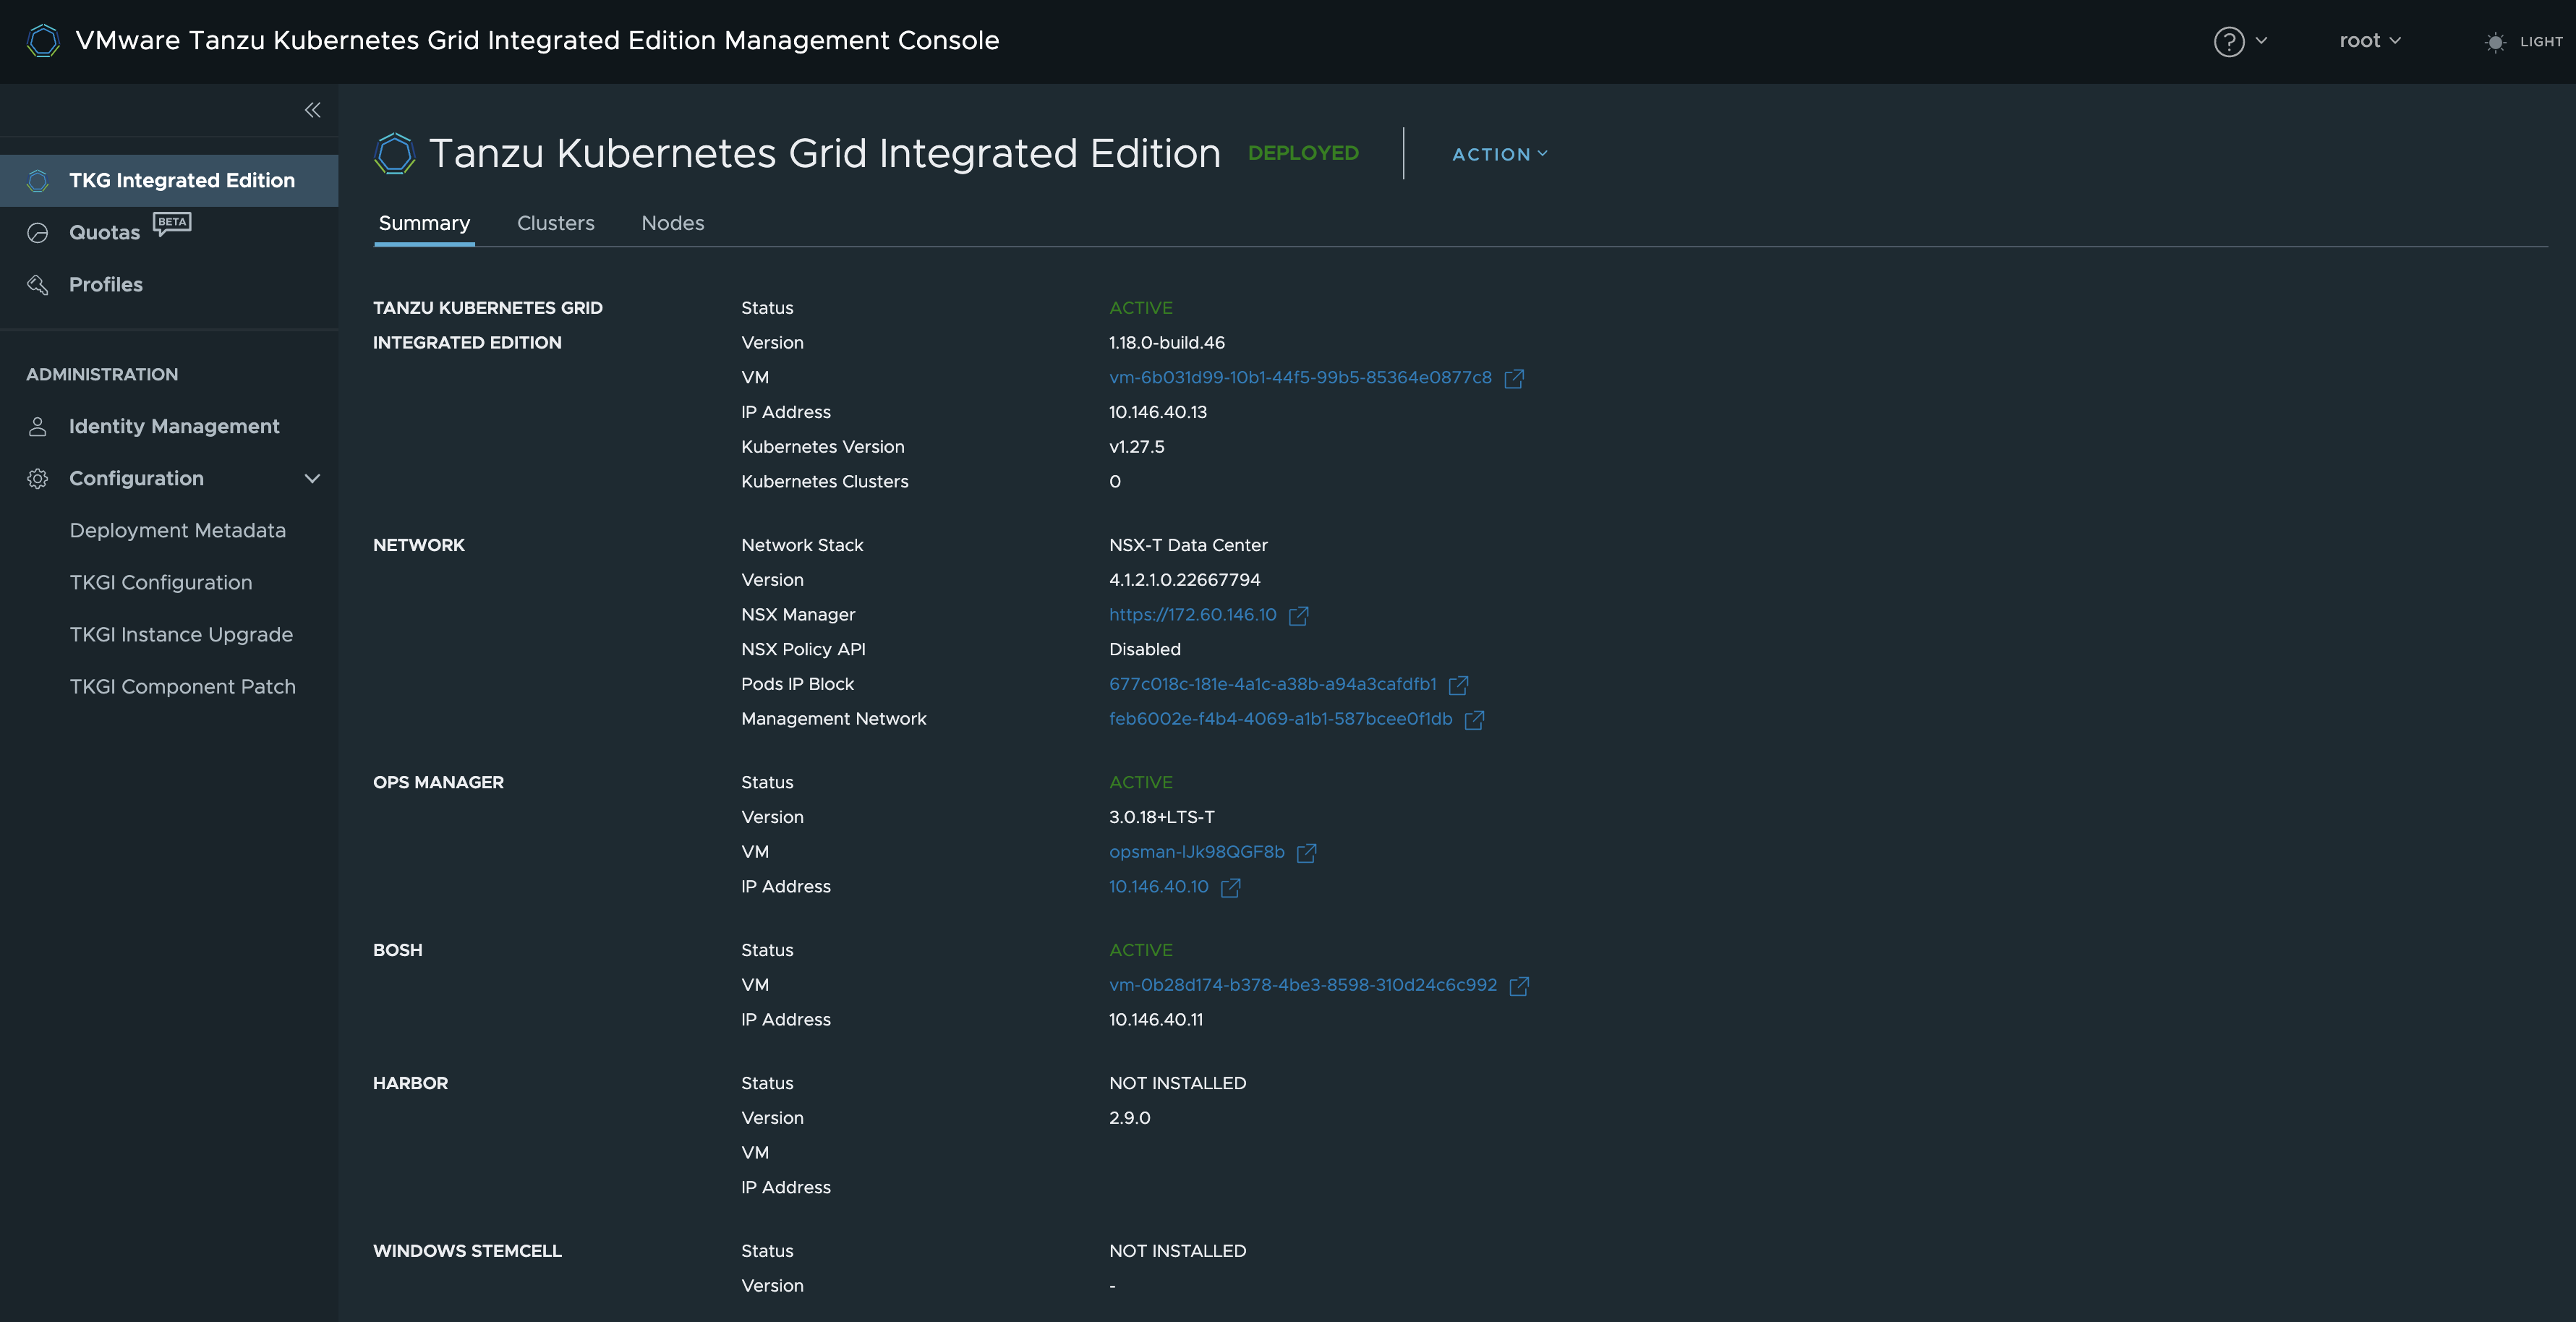 VMware Tanzu Kubernetes Grid Integrated Edition Management Console
root
LIGHT
TKG Integrated Edition
Quotas BETA
Profiles
ADMINISTRATION
Identity Management
Configuration
Deployment Metadata
TKGI Configuration
TKGI Instance Upgrade
TKGI Component Patch
Tanzu Kubernetes Grid Integrated Edition DEPLOYED ACTION
Summary Clusters Nodes
TANZU KUBERNETES GRID Status ACTIVE
INTEGRATED EDITION Version 1.18.0-build.46
VM vm-6b031d99-10b1-44f5-99b5-85364e0877c8
IP Address 10.146.40.13
Kubernetes Version v1.27.5
Kubernetes Clusters 0
NETWORK Network Stack NSX-T Data Center
Version 4.1.2.1.0.22667794
NSX Manager https://172.60.146.10
NSX Policy API Disabled
Pods IP Block 677c018c-181e-4a1c-a38b-a94a3cafdfb1
Management Network feb6002e-f4b4-4069-a1b1-587bcee0f1db
OPS MANAGER Status ACTIVE
Version 3.0.18+LTS-T
VM opsman-lJk98QGF8b
IP Address 10.146.40.10
BOSH Status ACTIVE
VM vm-0b28d174-b378-4be3-8598-310d24c6c992
IP Address 10.146.40.11
HARBOR Status NOT INSTALLED
Version 2.9.0
VM
IP Address
WINDOWS STEMCELL Status NOT INSTALLED
Version -